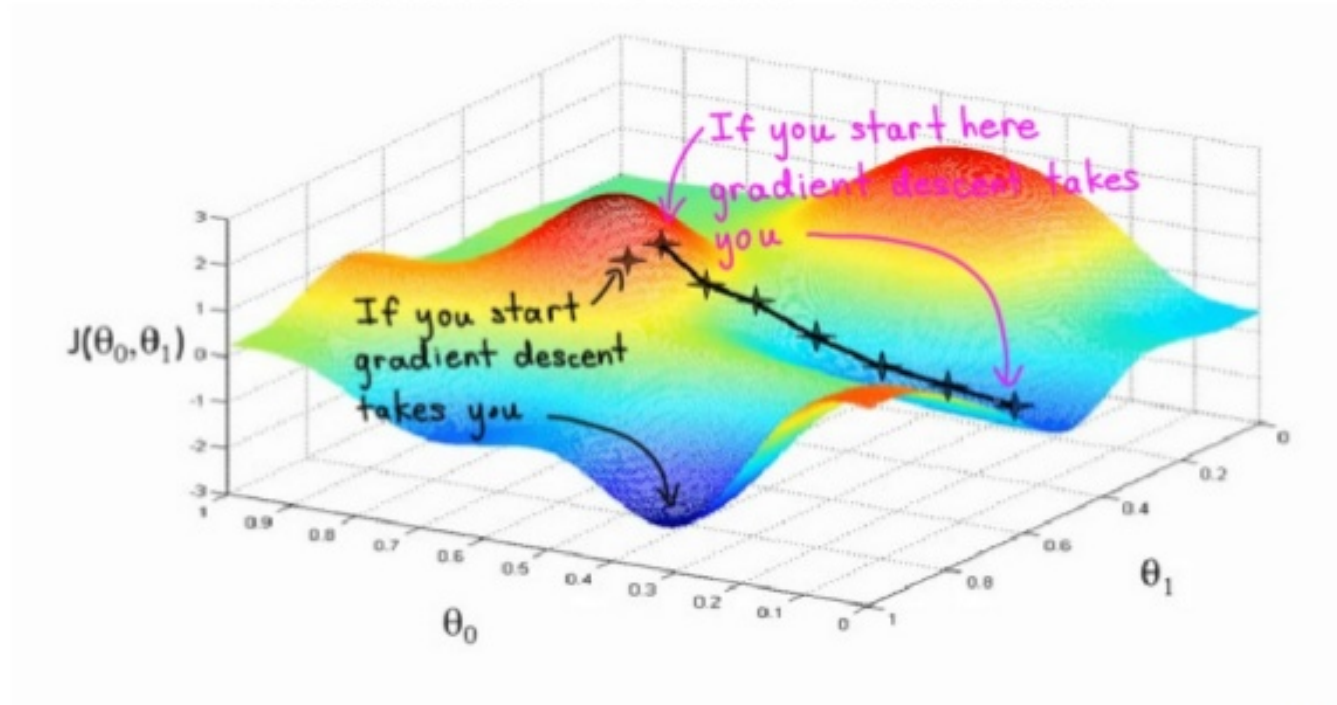 If you start here
gradient descent takes
you
If you start
gradient descent
takes you
J(θ₀,θ₁)
3
2
1
0
-1
-2
-3
1
0.9
0.8
0.7
0.6
0.5
0.4
0.3
0.2
0.1
0
θ₀
1
0.8
0.6
0.4
0.2
0
θ₁